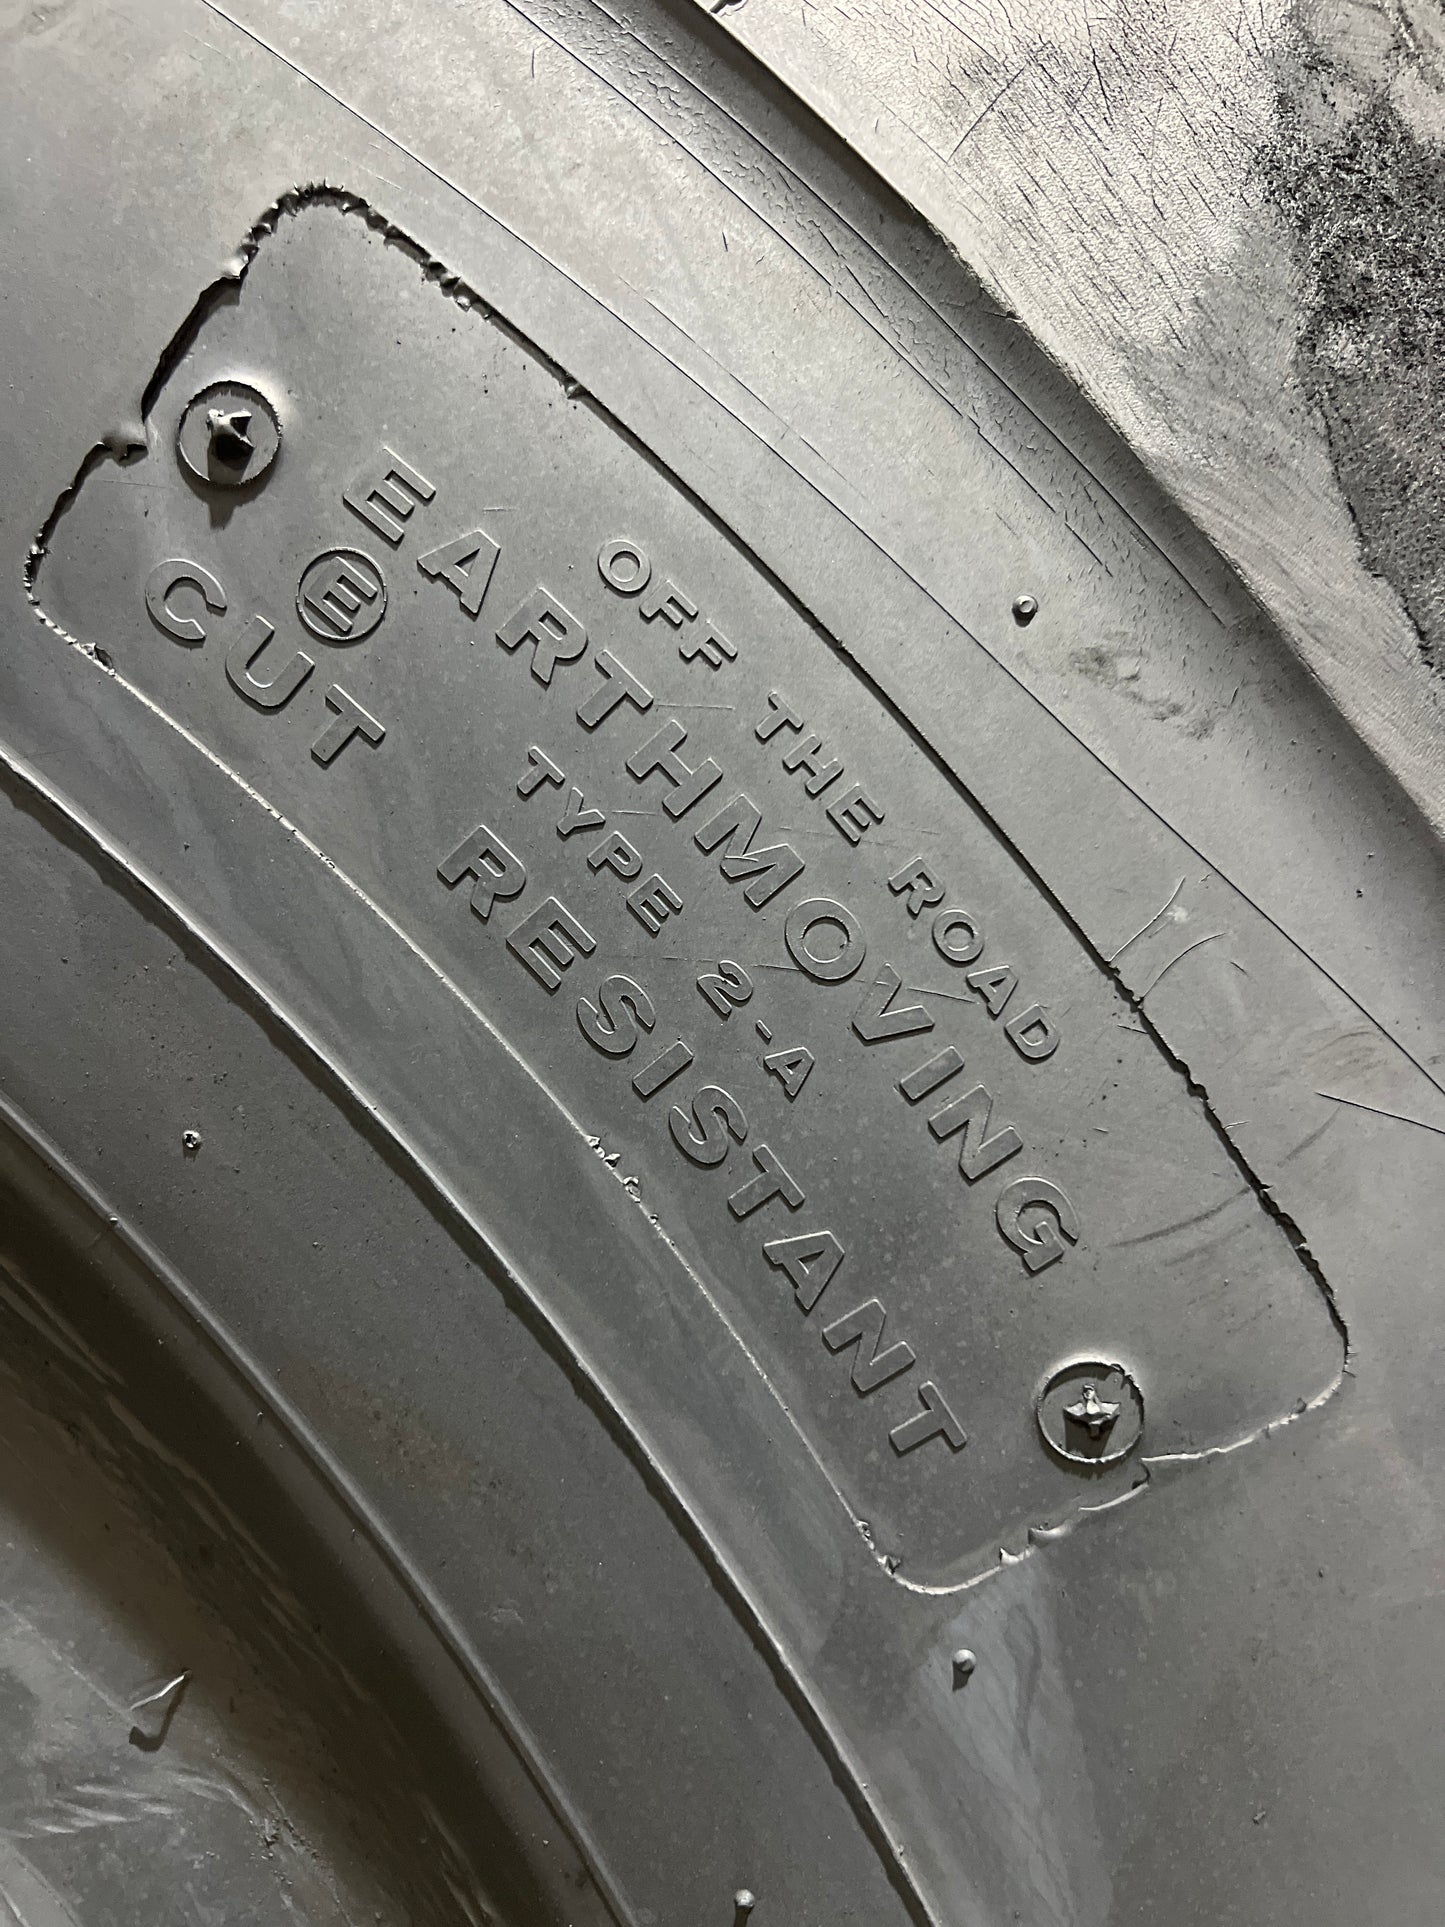 OFF THE ROAD
EARTHMOVING
E TYPE 2-A
CUT RESISTANT